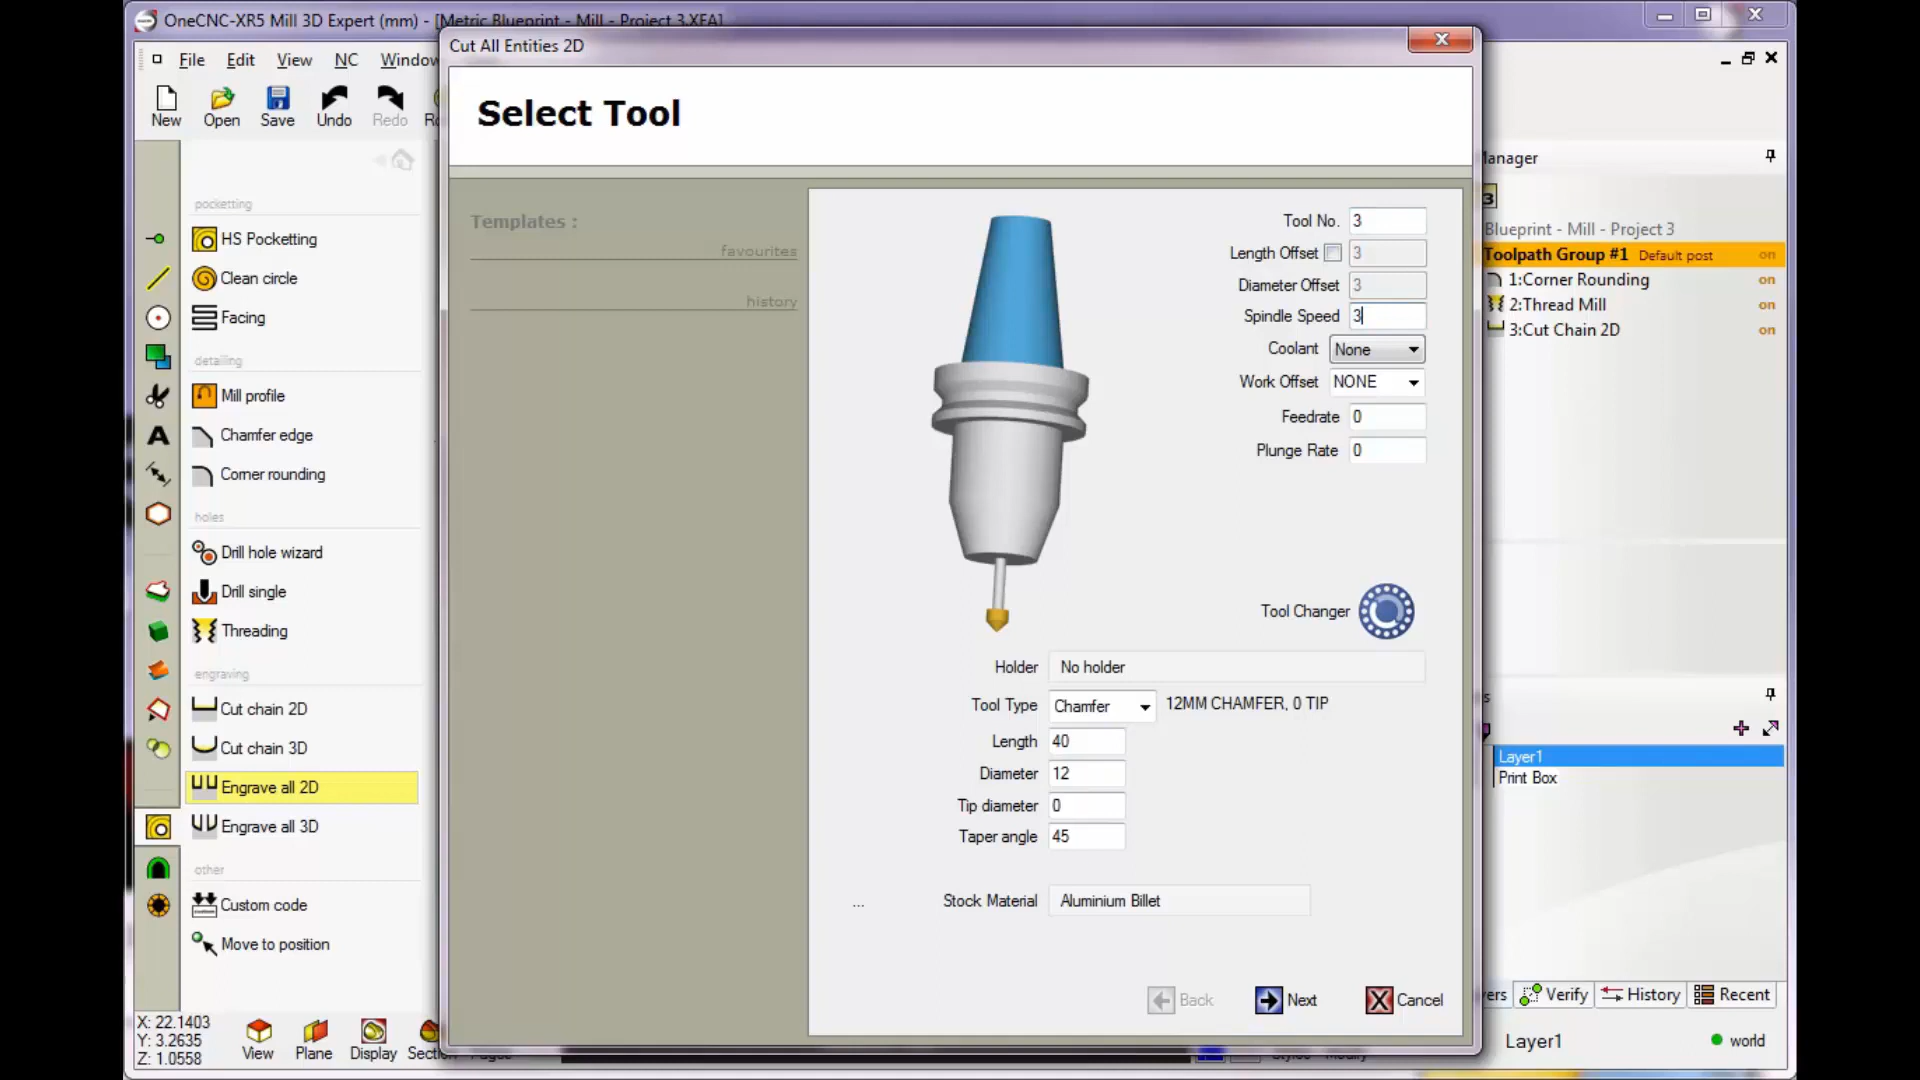 OneCNC-XR5 Mill 3D Expert (mm) - [Metric Blueprint - Mill - Project 3.XFA]
Cut All Entities 2D
File Edit View NC Window
New Open Save Undo Redo
Select Tool
pocketting
HS Pocketting
Clean circle
Facing
detailing
Mill profile
Chamfer edge
Corner rounding
holes
Drill hole wizard
Drill single
Threading
engraving
Cut chain 2D
Cut chain 3D
Engrave all 2D
Engrave all 3D
other
Custom code
Move to position
X: 22.1403
Y: 3.2635
Z: 1.0558
View Plane Display
Templates :
favourites
history
Tool No. 3
Length Offset 3
Diameter Offset 3
Spindle Speed 3
Coolant None
Work Offset NONE
Feedrate 0
Plunge Rate 0
Tool Changer
Holder No holder
Tool Type Chamfer 12MM CHAMFER, 0 TIP
Length 40
Diameter 12
Tip diameter 0
Taper angle 45
... Stock Material Aluminium Billet
Back Next Cancel
Manager
3
Blueprint - Mill - Project 3
Toolpath Group #1 Default post on
1:Corner Rounding on
2:Thread Mill on
3:Cut Chain 2D on
Layer1
Print Box
Verify History Recent
Layer1 world